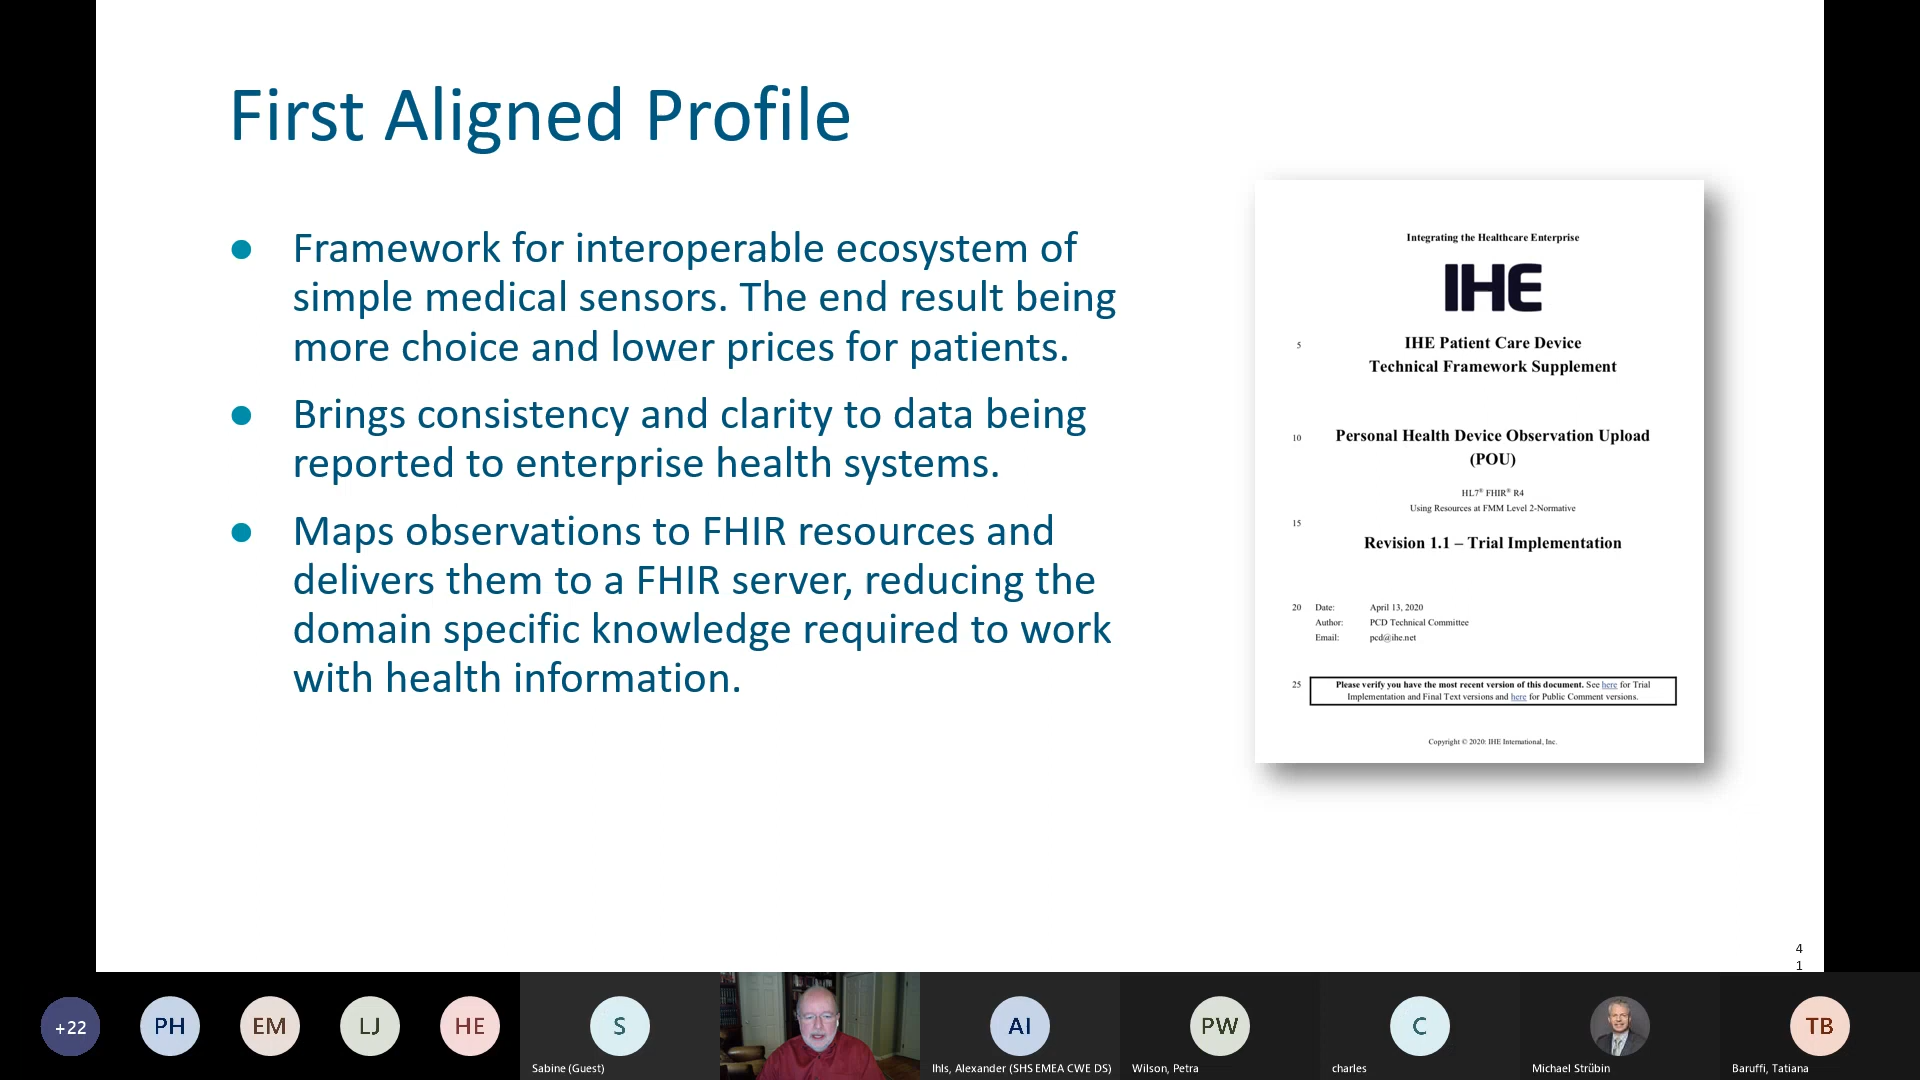 First Aligned Profile
Framework for interoperable ecosystem of
simple medical sensors. The end result being
more choice and lower prices for patients.
Brings consistency and clarity to data being
reported to enterprise health systems.
Maps observations to FHIR resources and
delivers them to a FHIR server, reducing the
domain specific knowledge required to work
with health information.
Integrating the Healthcare Enterprise
IHE
5 IHE Patient Care Device
Technical Framework Supplement
10 Personal Health Device Observation Upload
(POU)
HL7® FHIR® R4
Using Resources at FMM Level 2-Normative
15
Revision 1.1 – Trial Implementation
20 Date: April 13, 2020
Author: PCD Technical Committee
Email: pcd@ihe.net
25 Please verify you have the most recent version of this document. See here for Trial
Implementation and Final Text versions and here for Public Comment versions.
Copyright © 2020: IHE International, Inc.
4
1
+22 PH EM LJ HE S AI PW C TB
Sabine (Guest) Ihls, Alexander (SHS EMEA CWE DS) Wilson, Petra charles Michael Strübin Baruffi, Tatiana